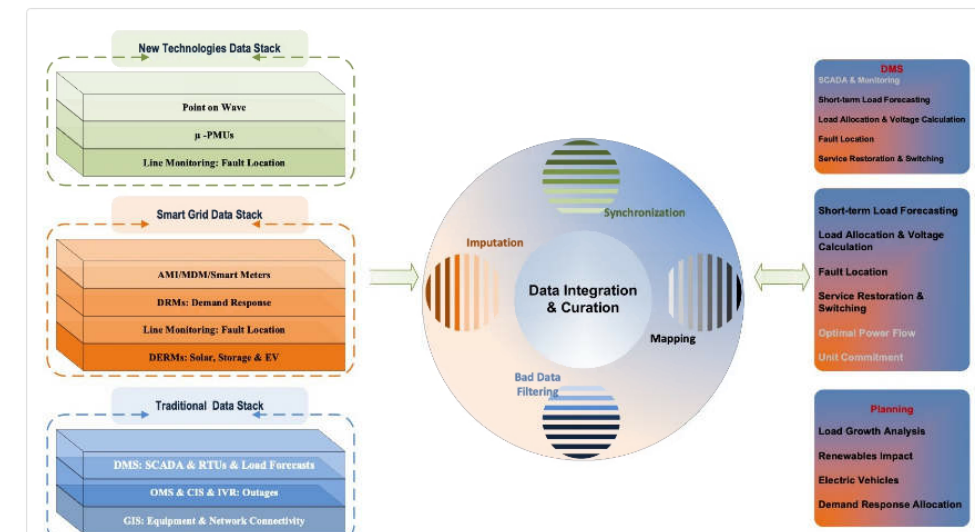 New Technologies Data Stack
Point on Wave
µ -PMUs
Line Monitoring: Fault Location
Smart Grid Data Stack
AMI/MDM/Smart Meters
DRMs: Demand Response
Line Monitoring: Fault Location
DERMs: Solar, Storage & EV
Traditional Data Stack
DMS: SCADA & RTUs & Load Forecasts
OMS & CIS & IVR: Outages
GIS: Equipment & Network Connectivity
Synchronization
Imputation
Data Integration
& Curation
Mapping
Bad Data
Filtering
DMS
SCADA & Monitoring
Short-term Load Forecasting
Load Allocation & Voltage Calculation
Fault Location
Service Restoration & Switching
Short-term Load Forecasting
Load Allocation & Voltage
Calculation
Fault Location
Service Restoration &
Switching
Optimal Power Flow
Unit Commitment
Planning
Load Growth Analysis
Renewables Impact
Electric Vehicles
Demand Response Allocation